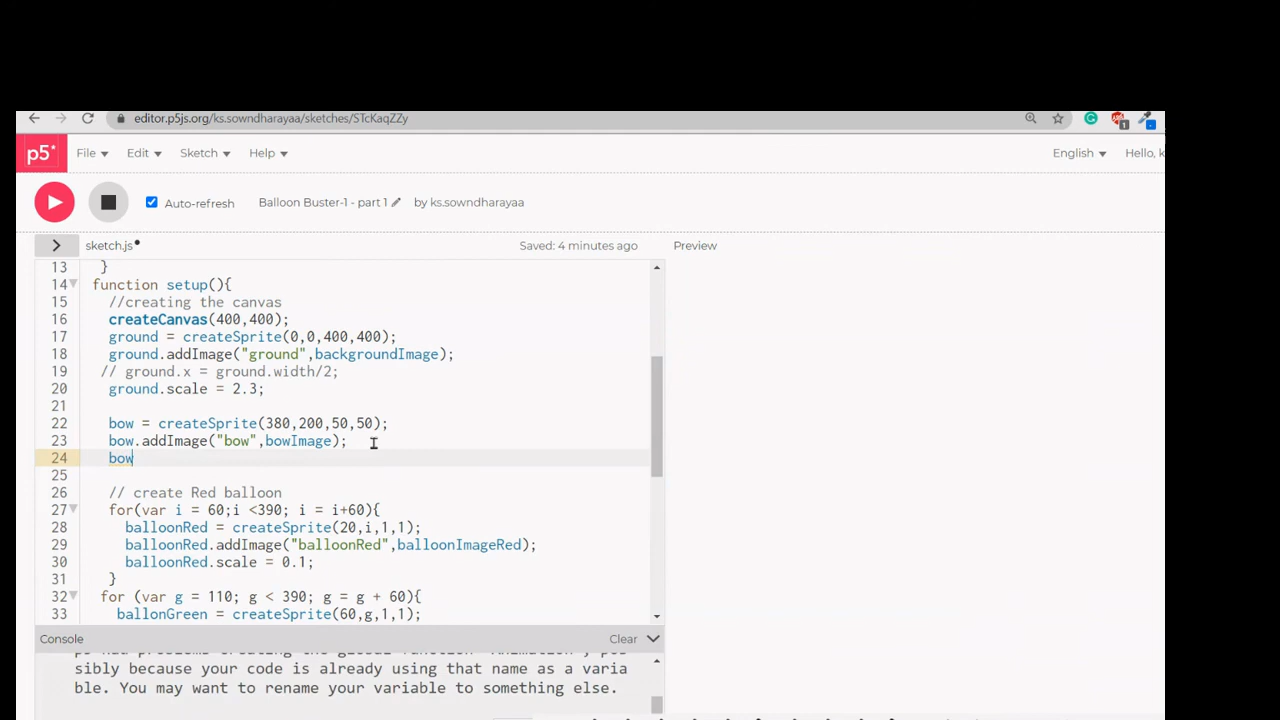 editor.p5js.org/ks.sowndharayaa/sketches/STcKaqZZy
1
p5* File Edit Sketch Help English Hello, k
Auto-refresh Balloon Buster-1 - part 1 by ks.sowndharayaa
> sketch.js• Saved: 4 minutes ago Preview
13 }
14 function setup(){
15 //creating the canvas
16 createCanvas(400,400);
17 ground = createSprite(0,0,400,400);
18 ground.addImage("ground",backgroundImage);
19 // ground.x = ground.width/2;
20 ground.scale = 2.3;
21
22 bow = createSprite(380,200,50,50);
23 bow.addImage("bow",bowImage);
24 bow
25
26 // create Red balloon
27 for(var i = 60;i <390; i = i+60){
28 balloonRed = createSprite(20,i,1,1);
29 balloonRed.addImage("balloonRed",balloonImageRed);
30 balloonRed.scale = 0.1;
31 }
32 for (var g = 110; g < 390; g = g + 60){
33 ballonGreen = createSprite(60,g,1,1);
Console Clear
sibly because your code is already using that name as a varia
ble. You may want to rename your variable to something else.